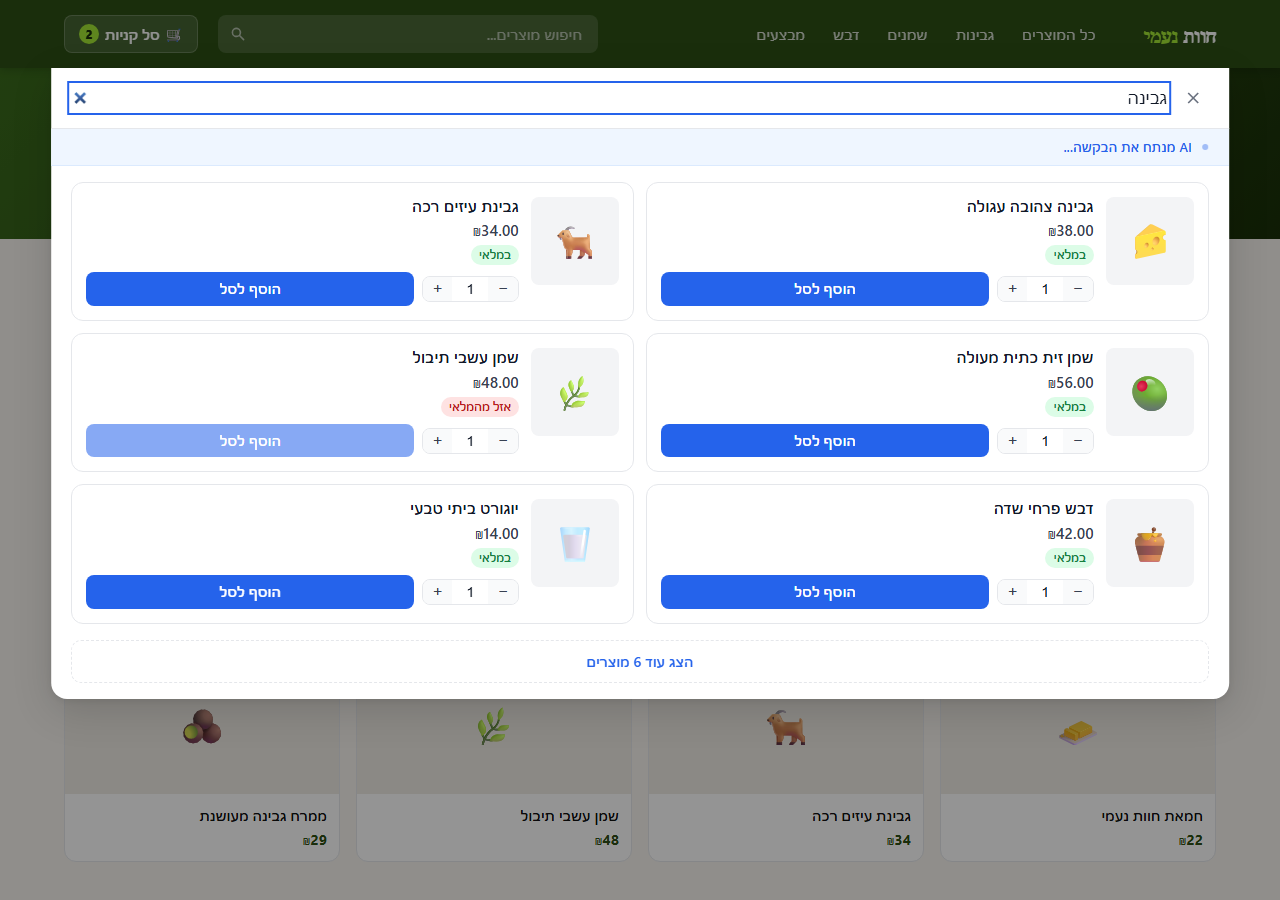 חוות נעמי
כל המוצרים
גבינות
שמנים
דבש
מבצעים
חיפוש מוצרים...
סל קניות 2
גבינה
AI מנתח את הבקשה...
גבינה צהובה עגולה
₪38.00
במלאי
− 1 +
הוסף לסל
גבינת עיזים רכה
₪34.00
במלאי
− 1 +
הוסף לסל
שמן זית כתית מעולה
₪56.00
במלאי
− 1 +
הוסף לסל
שמן עשבי תיבול
₪48.00
אזל מהמלאי
− 1 +
הוסף לסל
דבש פרחי שדה
₪42.00
במלאי
− 1 +
הוסף לסל
יוגורט ביתי טבעי
₪14.00
במלאי
− 1 +
הוסף לסל
הצג עוד 6 מוצרים
חמאת חוות נעמי
₪22
גבינת עיזים רכה
₪34
שמן עשבי תיבול
₪48
ממרח גבינה מעושנת
₪29